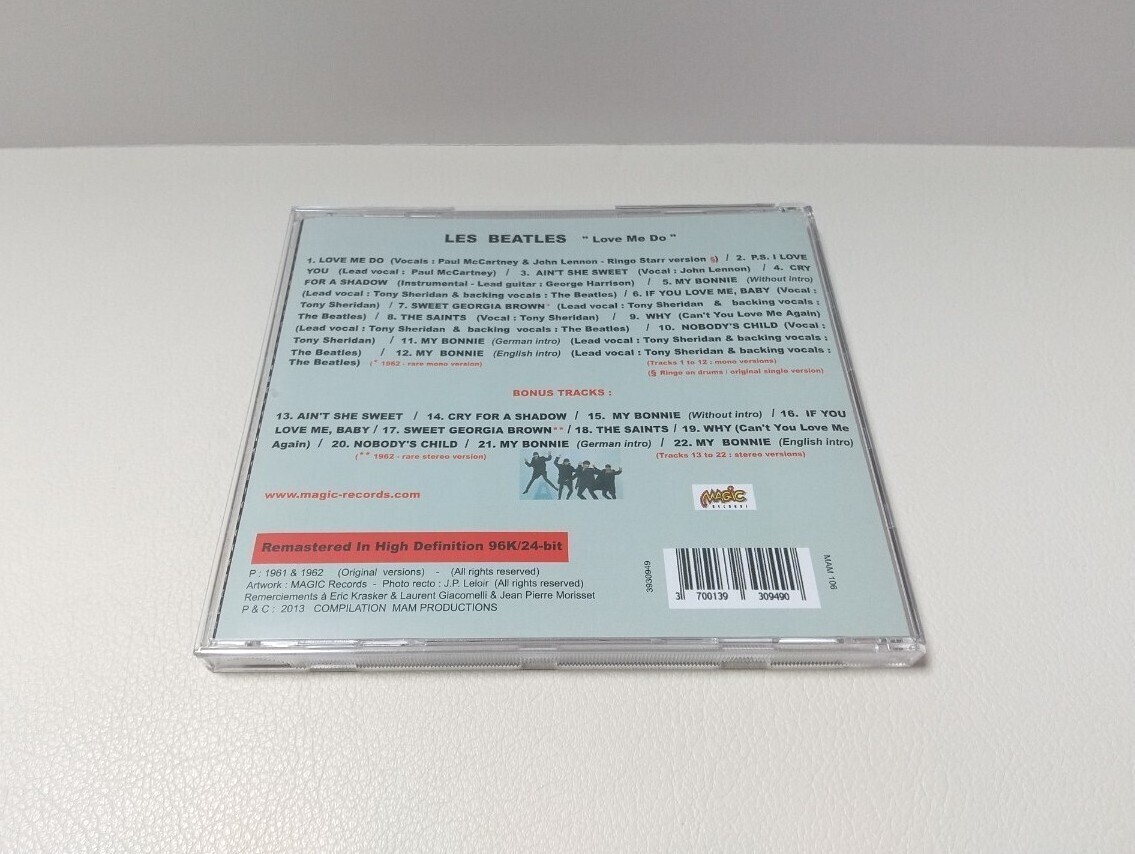 LES BEATLES " Love Me Do "
1. LOVE ME DO (Vocals : Paul McCartney & John Lennon - Ringo Starr version §) / 2. P.S. I LOVE
YOU (Lead vocal : Paul McCartney) / 3. AIN'T SHE SWEET (Vocal : John Lennon) / 4. CRY
FOR A SHADOW (Instrumental - Lead guitar : George Harrison) / 5. MY BONNIE (Without intro)
(Lead vocal : Tony Sheridan & backing vocals : The Beatles) / 6. IF YOU LOVE ME, BABY (Vocal :
Tony Sheridan) / 7. SWEET GEORGIA BROWN* (Lead vocal : Tony Sheridan & backing vocals :
The Beatles) / 8. THE SAINTS (Vocal : Tony Sheridan) / 9. WHY (Can't You Love Me Again)
(Lead vocal : Tony Sheridan & backing vocals : The Beatles) / 10. NOBODY'S CHILD (Vocal :
Tony Sheridan) / 11. MY BONNIE (German intro) (Lead vocal : Tony Sheridan & backing vocals :
The Beatles) / 12. MY BONNIE (English intro) (Lead vocal : Tony Sheridan & backing vocals :
The Beatles) (* 1962 - rare mono version) (Tracks 1 to 12 : mono versions)
(§ Ringo on drums / original single version)
BONUS TRACKS :
13. AIN'T SHE SWEET / 14. CRY FOR A SHADOW / 15. MY BONNIE (Without intro) / 16. IF YOU
LOVE ME, BABY / 17. SWEET GEORGIA BROWN** / 18. THE SAINTS / 19. WHY (Can't You Love Me
Again) / 20. NOBODY'S CHILD / 21. MY BONNIE (German intro) / 22. MY BONNIE (English intro)
(** 1962 - rare stereo version) (Tracks 13 to 22 : stereo versions)
www.magic-records.com
MAGIC
RECORDS
Remastered In High Definition 96K/24-bit
P : 1961 & 1962 (Original versions) - (All rights reserved)
Artwork : MAGIC Records - Photo recto : J.P. Leloir (All rights reserved)
Remerciements à Eric Krasker & Laurent Giacomelli & Jean Pierre Morisset
P & C : 2013 COMPILATION MAM PRODUCTIONS
3930949
3 700139 309490
MAM 106